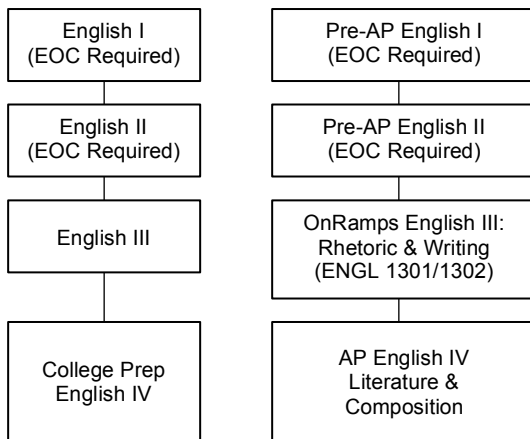 English I
(EOC Required)
Pre-AP English I
(EOC Required)
English II
(EOC Required)
Pre-AP English II
(EOC Required)
English III
OnRamps English III:
Rhetoric & Writing
(ENGL 1301/1302)
College Prep
English IV
AP English IV
Literature &
Composition